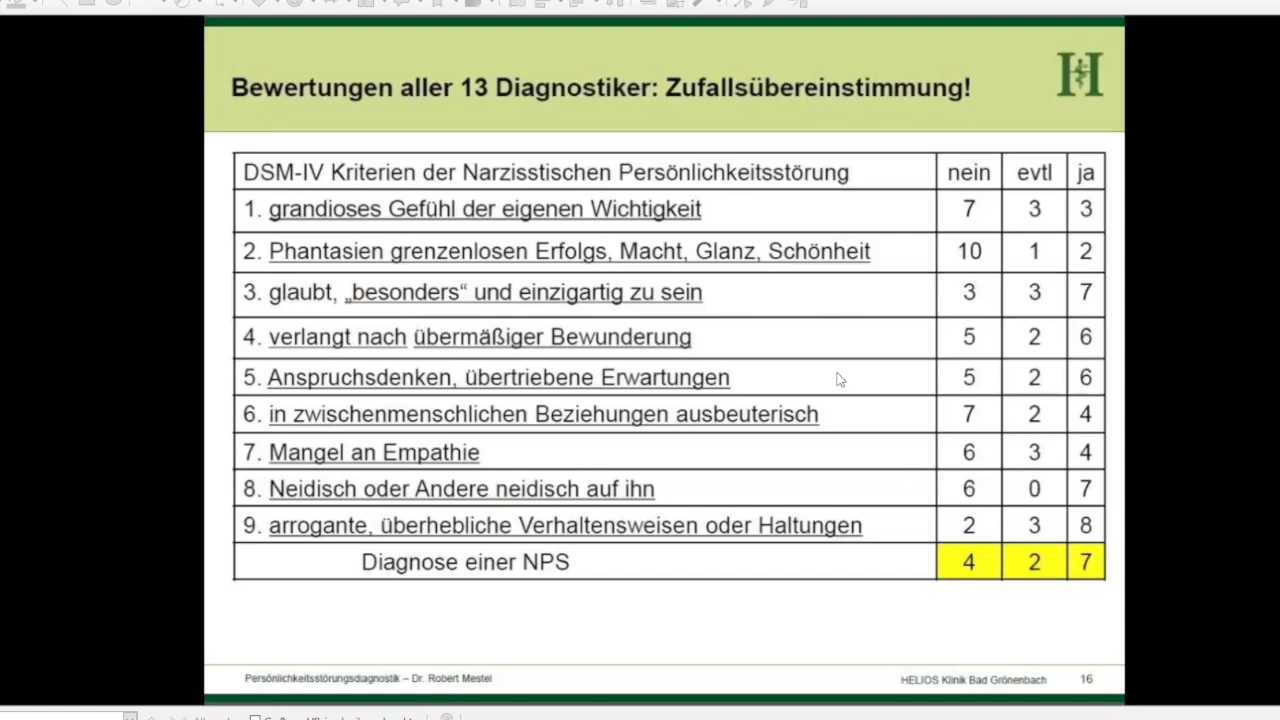 Bewertungen aller 13 Diagnostiker: Zufallsübereinstimmung!
H
DSM-IV Kriterien der Narzisstischen Persönlichkeitsstörung nein evtl ja
1. grandioses Gefühl der eigenen Wichtigkeit 7 3 3
2. Phantasien grenzenlosen Erfolgs, Macht, Glanz, Schönheit 10 1 2
3. glaubt, „besonders“ und einzigartig zu sein 3 3 7
4. verlangt nach übermäßiger Bewunderung 5 2 6
5. Anspruchsdenken, übertriebene Erwartungen 5 2 6
6. in zwischenmenschlichen Beziehungen ausbeuterisch 7 2 4
7. Mangel an Empathie 6 3 4
8. Neidisch oder Andere neidisch auf ihn 6 0 7
9. arrogante, überhebliche Verhaltensweisen oder Haltungen 2 3 8
Diagnose einer NPS 4 2 7
Persönlichkeitsstörungsdiagnostik – Dr. Robert Mestel HELIOS Klinik Bad Grönenbach 16